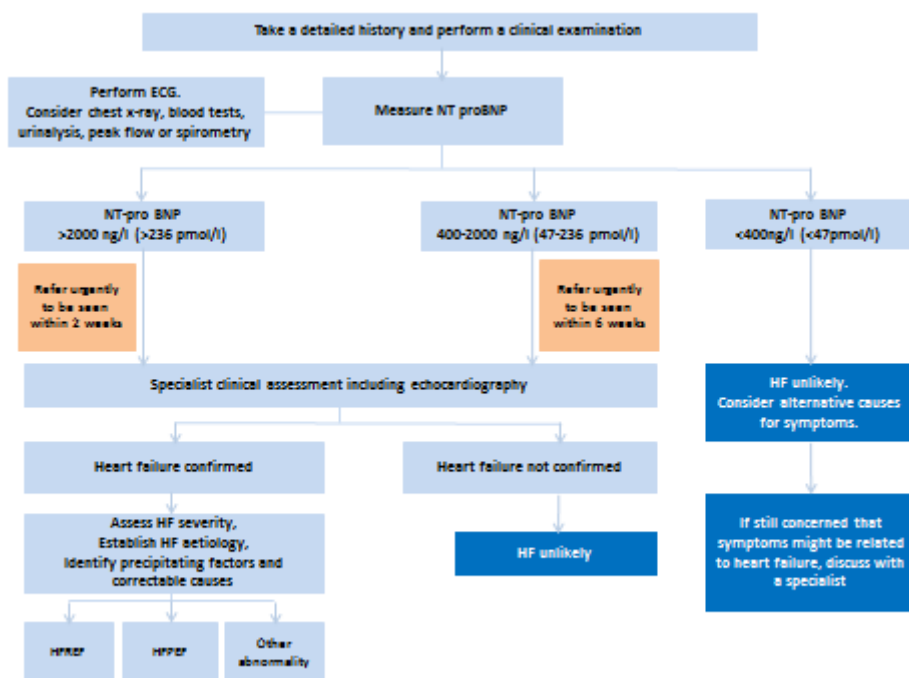 Take a detailed history and perform a clinical examination
Perform ECG.
Consider chest x-ray, blood tests,
urinalysis, peak flow or spirometry
Measure NT proBNP
NT-pro BNP
>2000 ng/l (>236 pmol/l)
NT-pro BNP
400-2000 ng/l (47-236 pmol/l)
NT-pro BNP
<400ng/l (<47pmol/l)
Refer urgently
to be seen
within 2 weeks
Refer urgently
to be seen
within 6 weeks
Specialist clinical assessment including echocardiography
HF unlikely.
Consider alternative causes
for symptoms.
Heart failure confirmed
Heart failure not confirmed
Assess HF severity,
Establish HF aetiology,
Identify precipitating factors and
correctable causes
HF unlikely
If still concerned that
symptoms might be related
to heart failure, discuss with
a specialist
HFREF
HFPEF
Other
abnormality